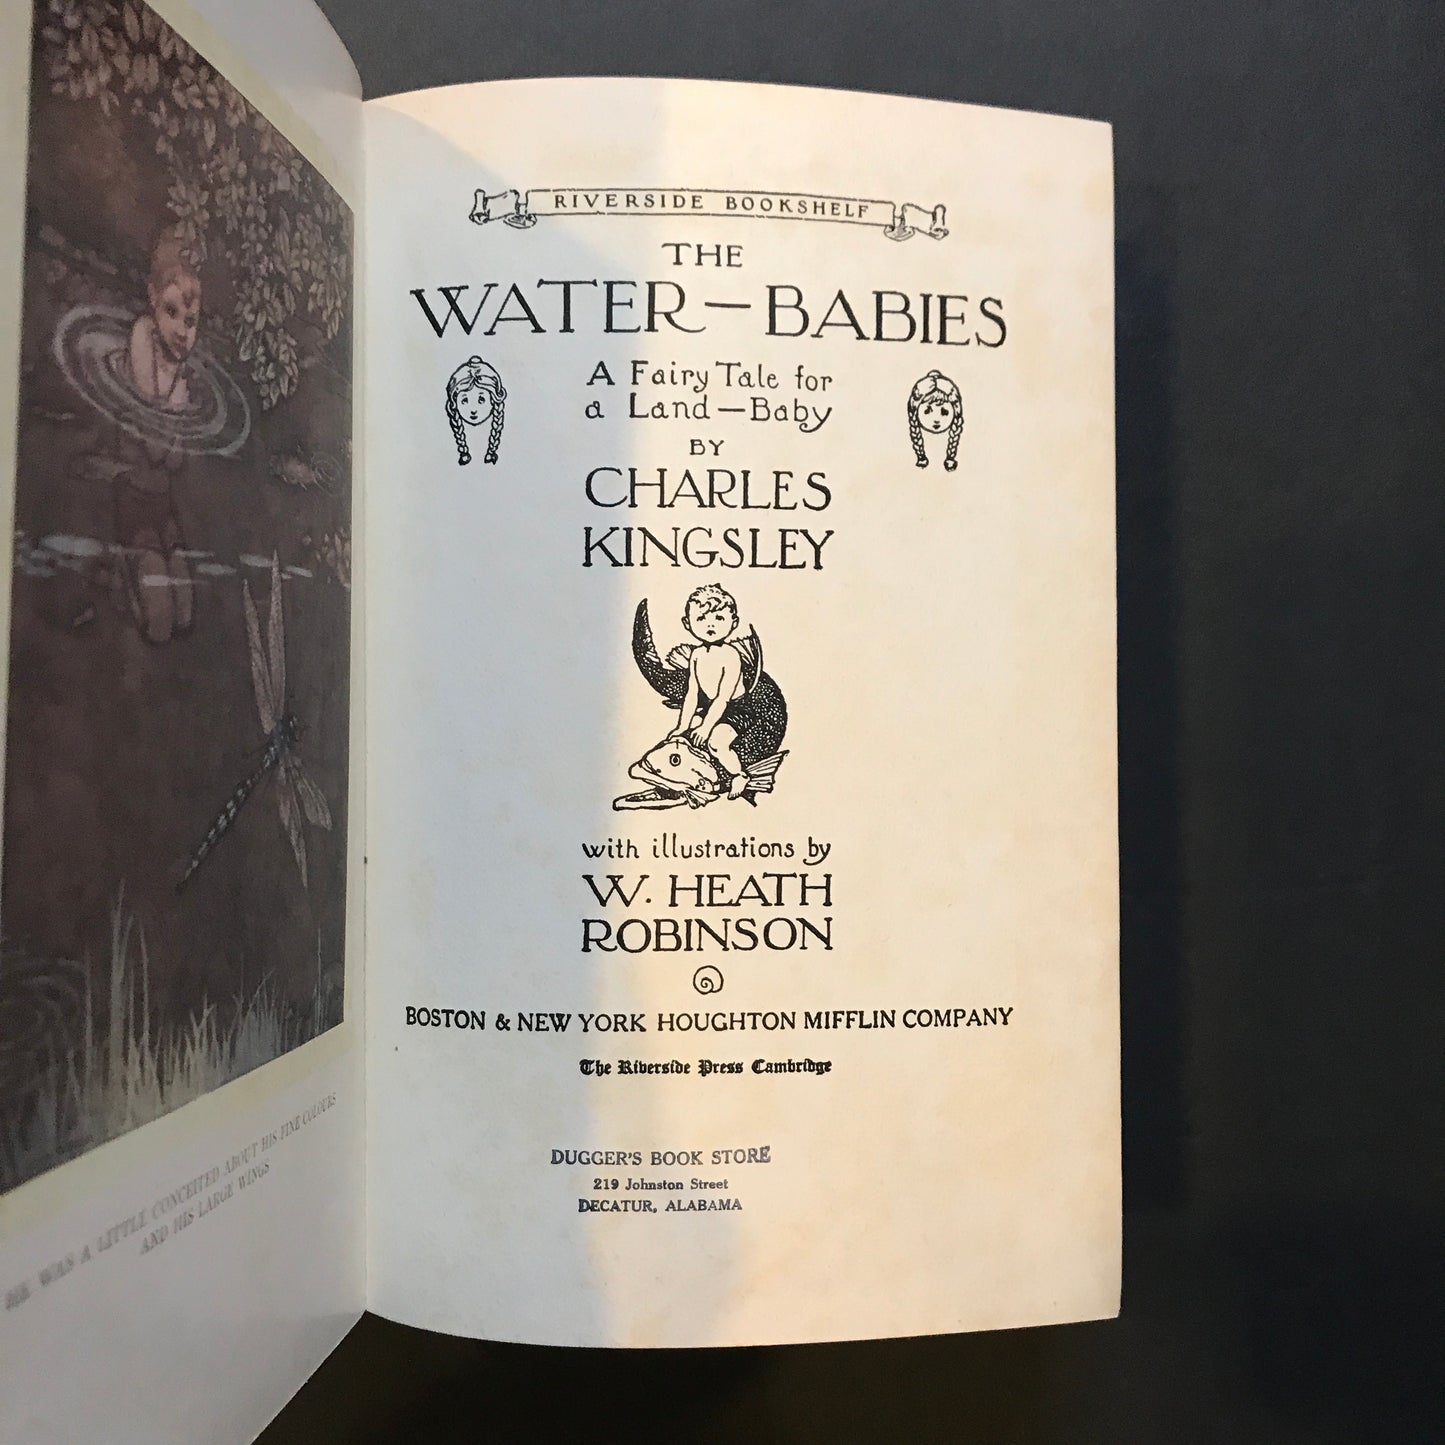 RIVERSIDE BOOKSHELF
THE
WATER-BABIES
A Fairy Tale for
a Land-Baby
BY
CHARLES
KINGSLEY
with illustrations by
W. HEATH
ROBINSON
BOSTON & NEW YORK HOUGHTON MIFFLIN COMPANY
The Riverside Press Cambridge
DUGGER'S BOOK STORE
219 Johnston Street
DECATUR, ALABAMA
WAS A LITTLE CONCEITED ABOUT HIS FINE COLOURS
AND HIS LARGE WINGS